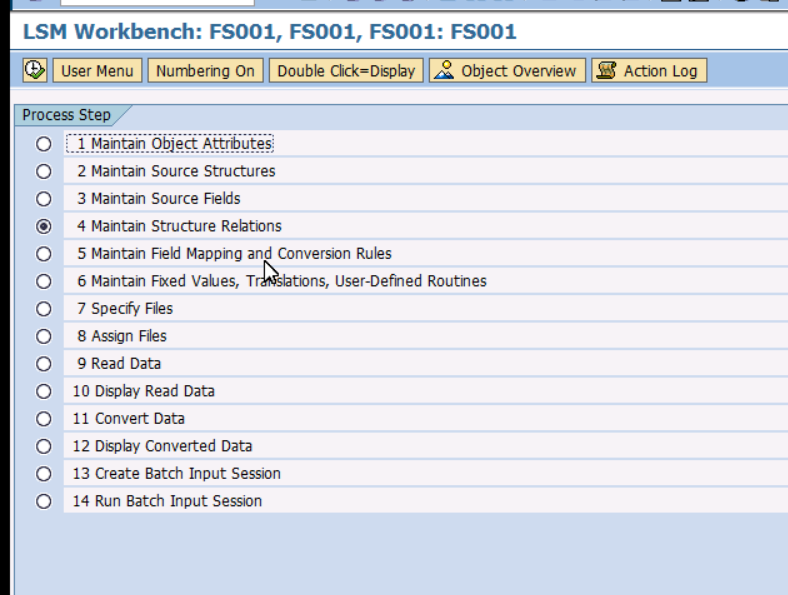 LSM Workbench: FS001, FS001, FS001: FS001
User Menu Numbering On Double Click=Display Object Overview Action Log
Process Step
1 Maintain Object Attributes
2 Maintain Source Structures
3 Maintain Source Fields
4 Maintain Structure Relations
5 Maintain Field Mapping and Conversion Rules
6 Maintain Fixed Values, Translations, User-Defined Routines
7 Specify Files
8 Assign Files
9 Read Data
10 Display Read Data
11 Convert Data
12 Display Converted Data
13 Create Batch Input Session
14 Run Batch Input Session